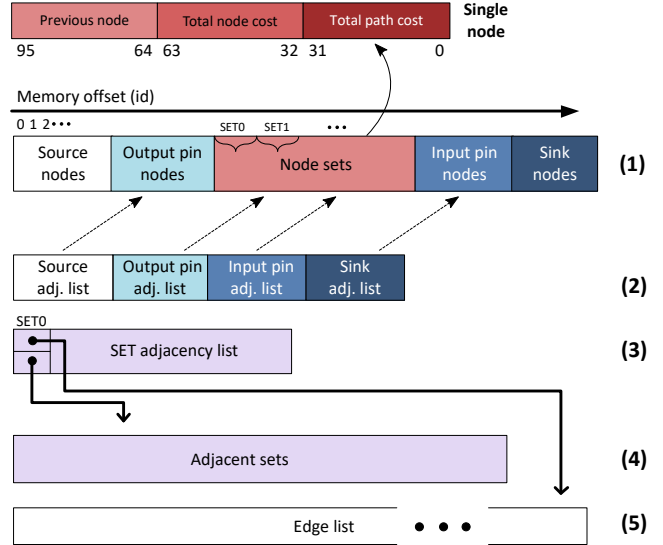 Previous node Total node cost Total path cost Single node
95 64 63 32 31 0
Memory offset (id)
0 1 2••• SET0 SET1 •••
Source nodes Output pin nodes Node sets Input pin nodes Sink nodes (1)
Source adj. list Output pin adj. list Input pin adj. list Sink adj. list (2)
SET0
SET adjacency list (3)
Adjacent sets (4)
Edge list ••• (5)